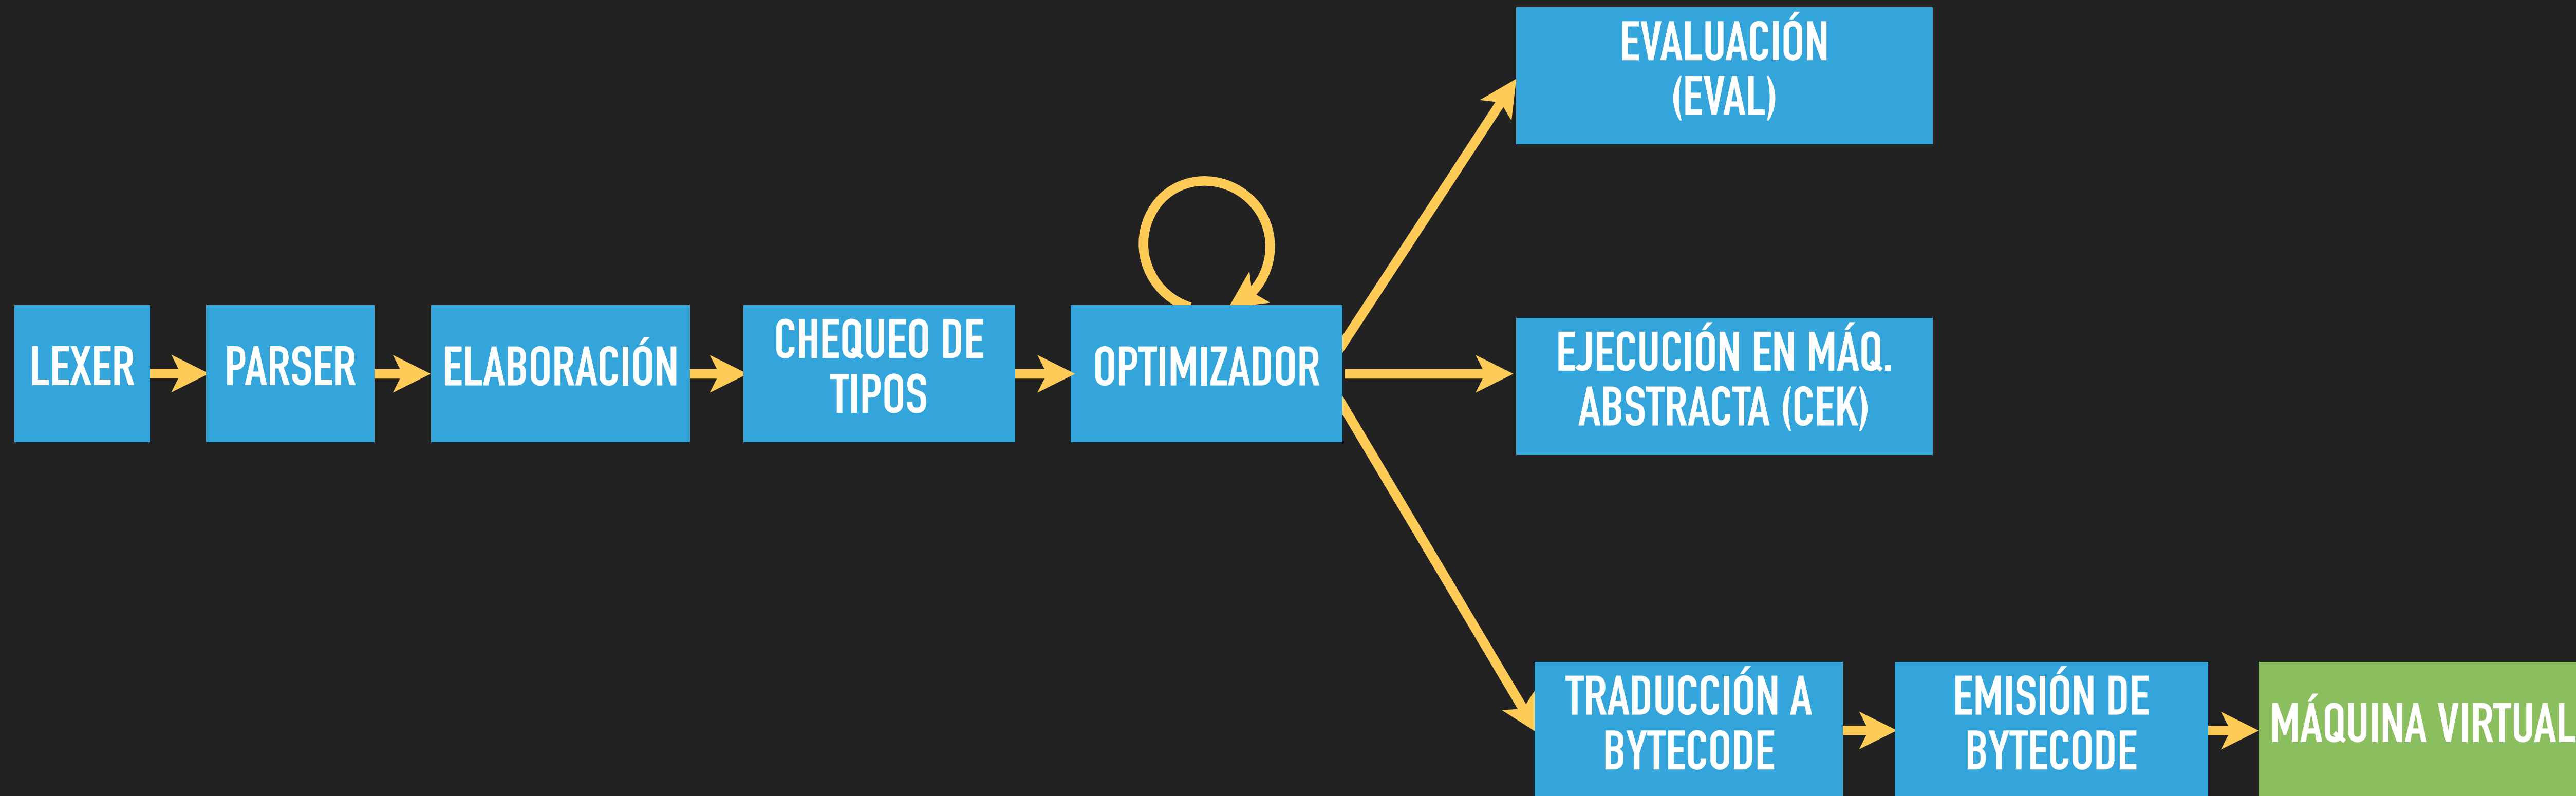 EVALUACIÓN
(EVAL)
LEXER
PARSER
ELABORACIÓN
CHEQUEO DE
TIPOS
OPTIMIZADOR
EJECUCIÓN EN MÁQ.
ABSTRACTA (CEK)
TRADUCCIÓN A
BYTECODE
EMISIÓN DE
BYTECODE
MÁQUINA VIRTUAL